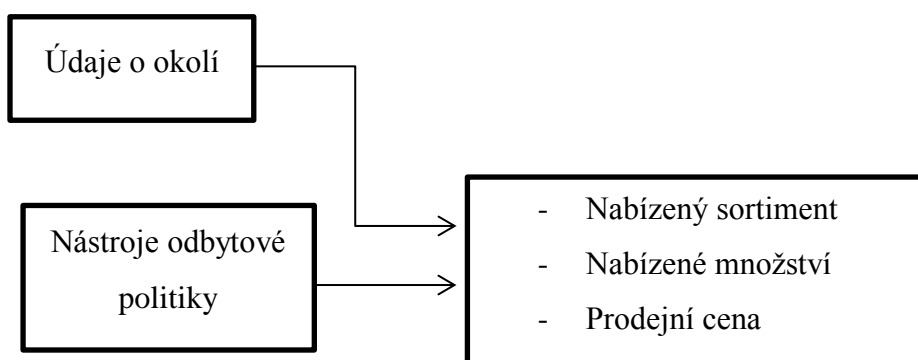 Údaje o okolí
Nástroje odbytové
politiky
- Nabízený sortiment
- Nabízené množství
- Prodejní cena